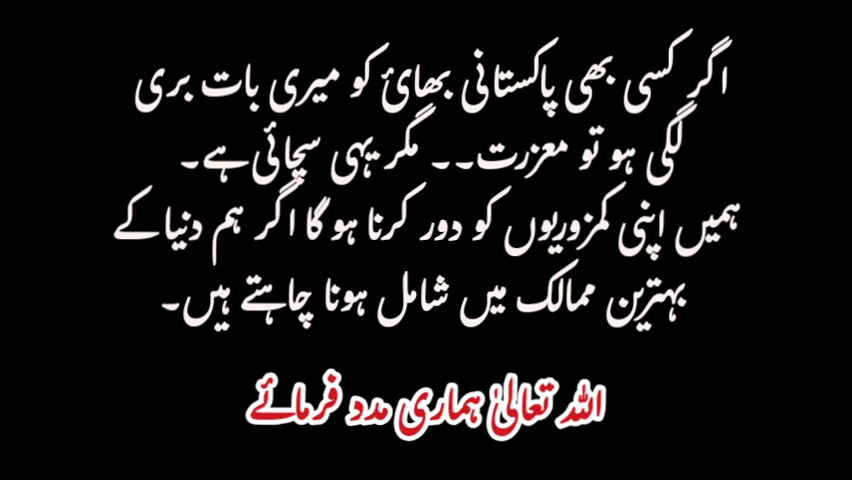 اگر کسی بھی پاکستانی بھائ کو میری بات بری
لگی ہو تو معزرت۔۔ مگر یہی سچائی ہے۔
ہمیں اپنی کمزوریوں کو دور کرنا ہو گا اگر ہم دنیا کے
بہترین ممالک میں شامل ہونا چاہتے ہیں۔
اللہ تعالیٰ ہماری مدد فرمائے